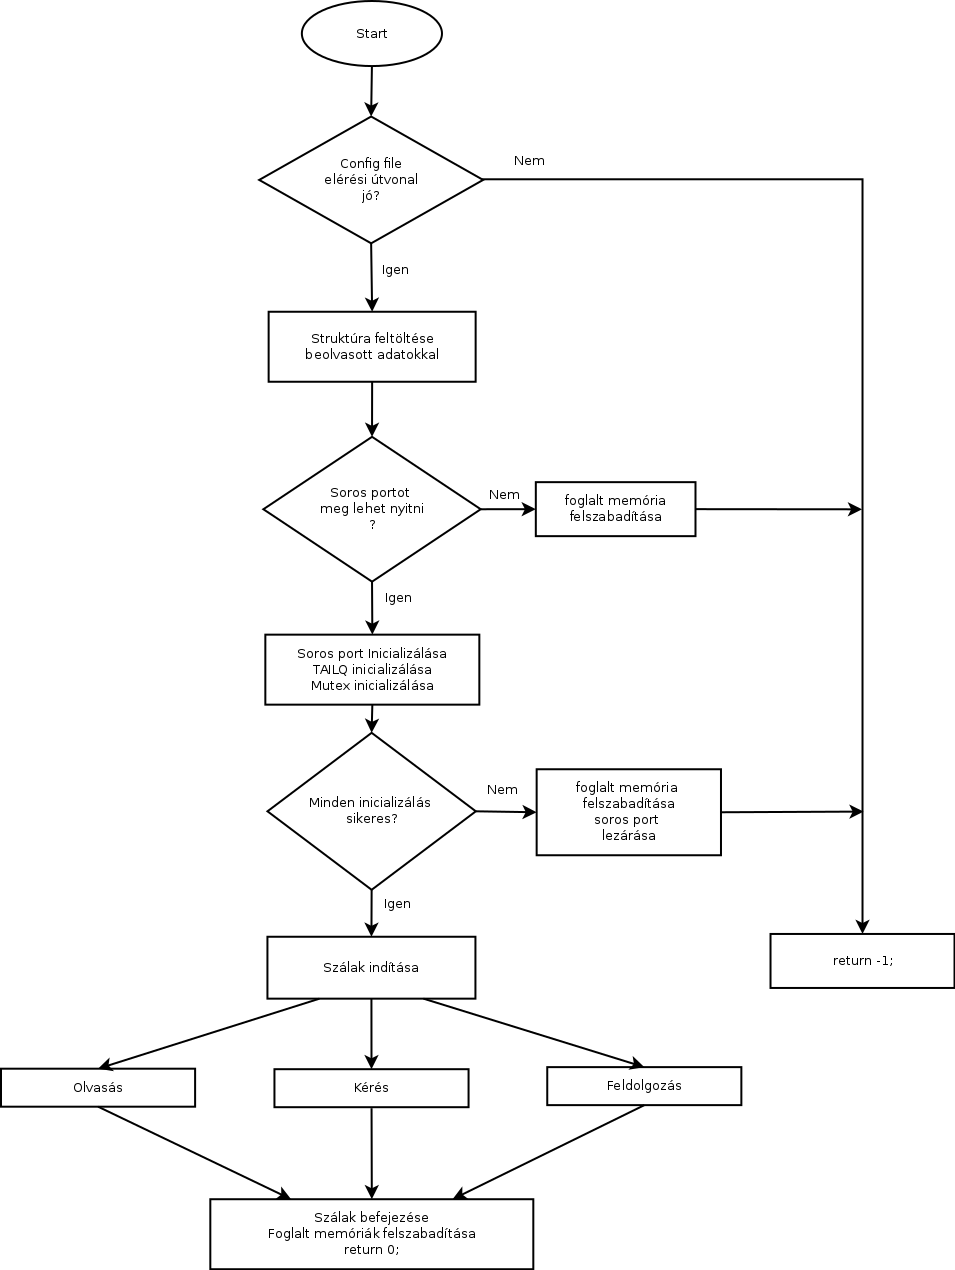 Start
Config file
elérési útvonal
jó?
Nem
Igen
Struktúra feltöltése
beolvasott adatokkal
Soros portot
meg lehet nyitni
?
Nem
foglalt memória
felszabadítása
Igen
Soros port Inicializálása
TAILQ inicializálása
Mutex inicializálása
Minden inicializálás
sikeres?
Nem
foglalt memória
felszabadítása
soros port
lezárása
Igen
Szálak indítása
return -1;
Olvasás
Kérés
Feldolgozás
Szálak befejezése
Foglalt memóriák felszabadítása
return 0;